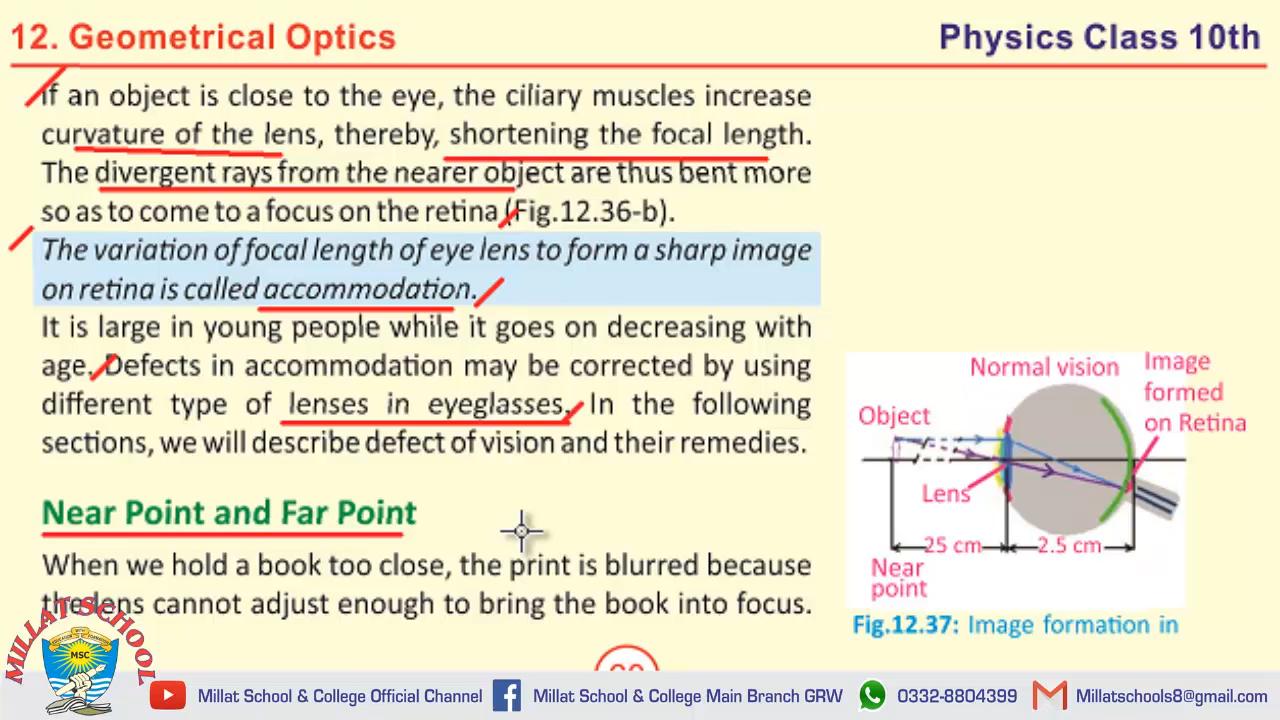 12. Geometrical Optics
Physics Class 10th
If an object is close to the eye, the ciliary muscles increase
curvature of the lens, thereby, shortening the focal length.
The divergent rays from the nearer object are thus bent more
so as to come to a focus on the retina (Fig.12.36-b).
The variation of focal length of eye lens to form a sharp image
on retina is called accommodation.
It is large in young people while it goes on decreasing with
age. Defects in accommodation may be corrected by using
different type of lenses in eyeglasses. In the following
sections, we will describe defect of vision and their remedies.
Near Point and Far Point
When we hold a book too close, the print is blurred because
the lens cannot adjust enough to bring the book into focus.
Normal vision
Image
formed
on Retina
Object
Lens
25 cm
2.5 cm
Near
point
Fig.12.37: Image formation in
MILLAT SCHOOL
MSC
Millat School & College Official Channel
Millat School & College Main Branch GRW
0332-8804399
Millatschools8@gmail.com